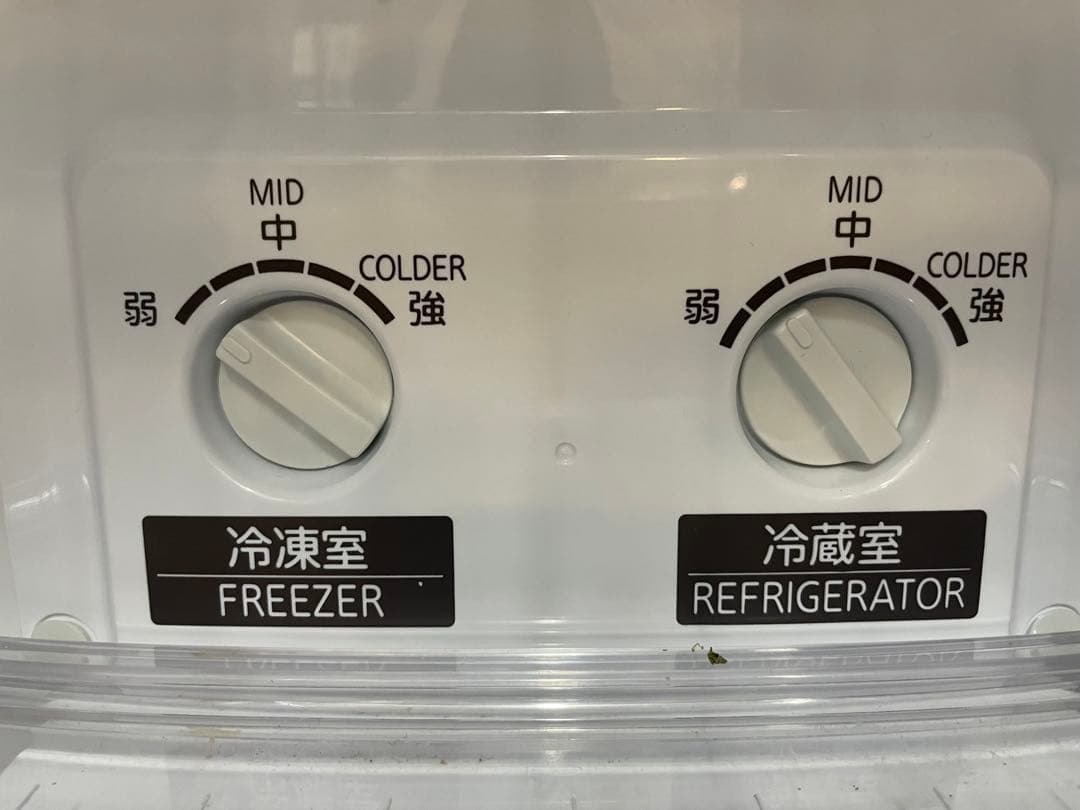 MID
中
COLDER
弱
強
冷凍室
FREEZER
MID
中
COLDER
弱
強
冷蔵室
REFRIGERATOR